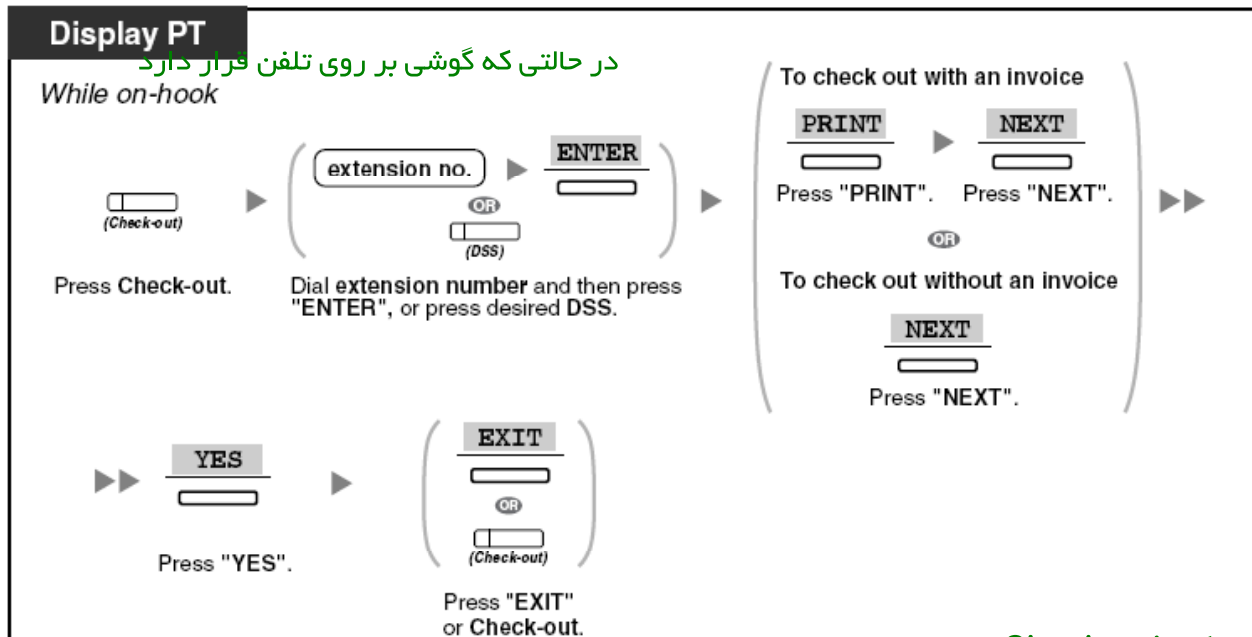 Display PT
در حالتی که گوشی بر روی تلفن قرار دارد
While on-hook
(Check-out)
Press Check-out.
extension no.
ENTER
OR
(DSS)
Dial extension number and then press
"ENTER", or press desired DSS.
To check out with an invoice
PRINT
NEXT
Press "PRINT".
Press "NEXT".
OR
To check out without an invoice
NEXT
Press "NEXT".
YES
Press "YES".
EXIT
OR
(Check-out)
Press "EXIT"
or Check-out.